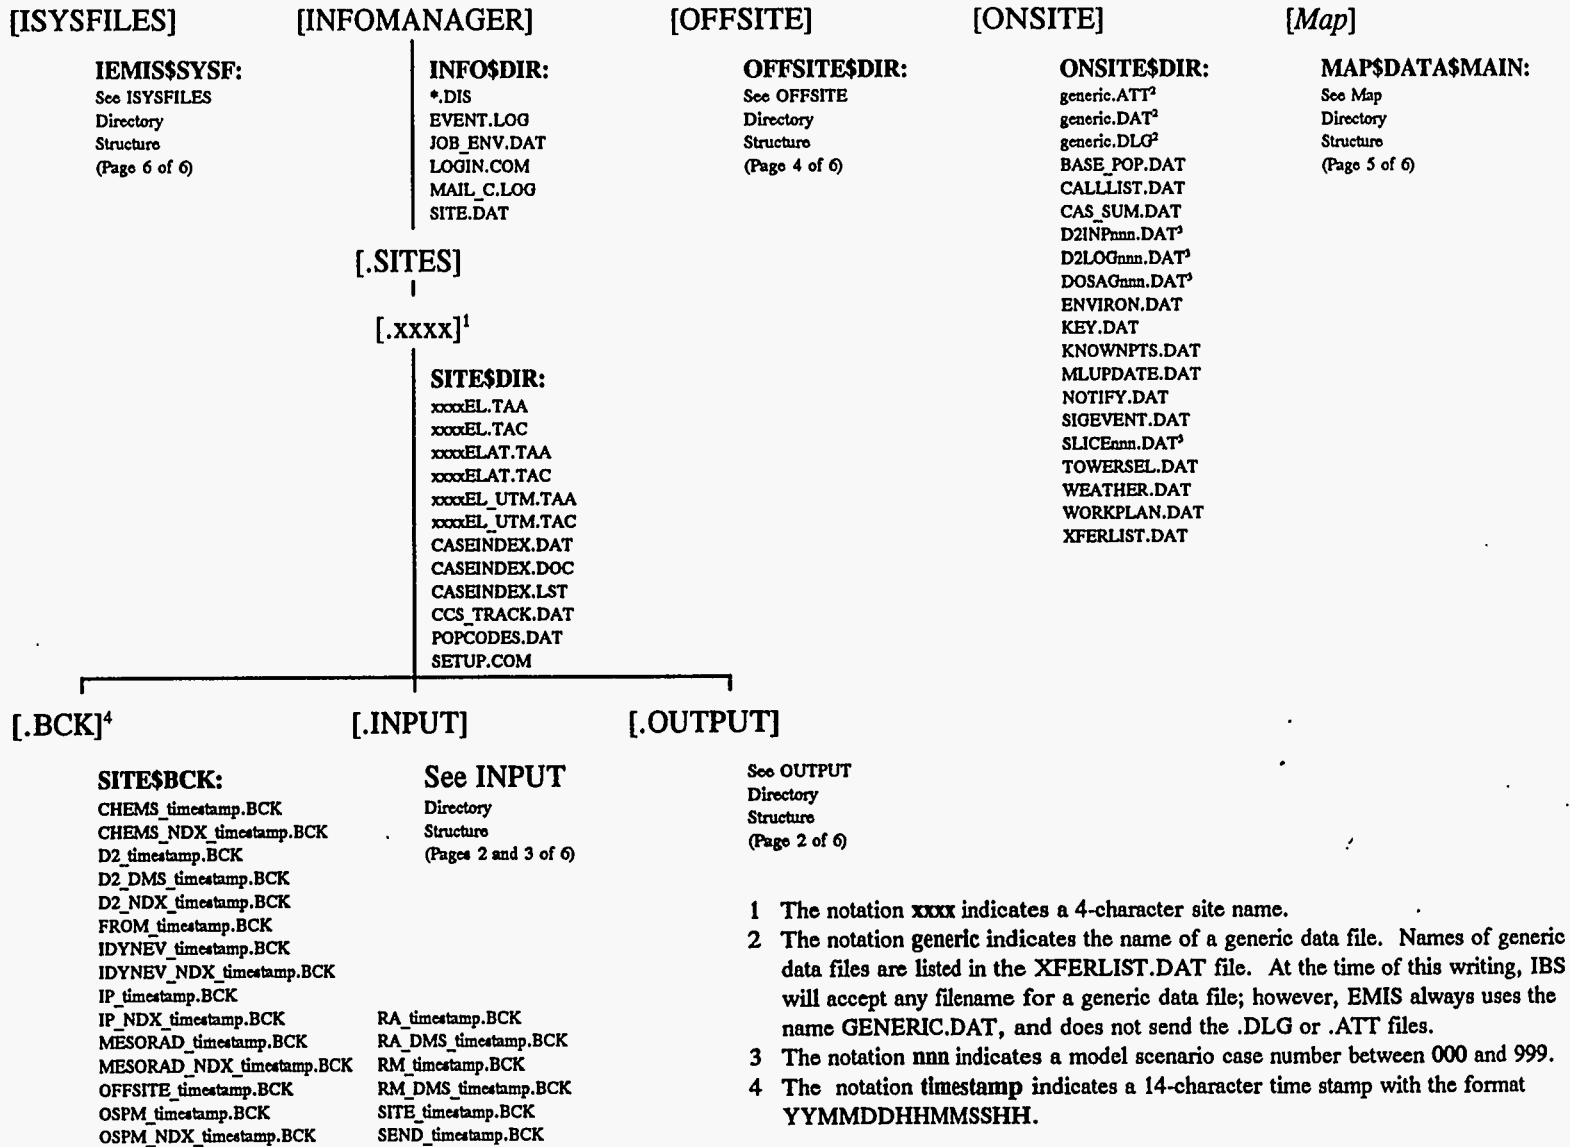 [ISYSFILES]
IEMIS$SYSF:
See ISYSFILES
Directory
Structure
(Page 6 of 6)
[INFOMANAGER]
INFO$DIR:
*.DIS
EVENT.LOG
JOB_ENV.DAT
LOGIN.COM
MAIL_C.LOG
SITE.DAT
[OFFSITE]
OFFSITE$DIR:
See OFFSITE
Directory
Structure
(Page 4 of 6)
[ONSITE]
ONSITE$DIR:
generic.ATT²
generic.DAT²
generic.DLG²
BASE_POP.DAT
CALLLIST.DAT
CAS_SUM.DAT
D2INPnnn.DAT³
D2LOGnnn.DAT³
DOSAGnnn.DAT³
ENVIRON.DAT
KEY.DAT
KNOWNPTS.DAT
MLUPDATE.DAT
NOTIFY.DAT
SIGEVENT.DAT
SLICEnnn.DAT³
TOWERSEL.DAT
WEATHER.DAT
WORKPLAN.DAT
XFERLIST.DAT
[Map]
MAP$DATA$MAIN:
See Map
Directory
Structure
(Page 5 of 6)
[.SITES]
[.xxxx]¹
SITE$DIR:
xxxxEL.TAA
xxxxEL.TAC
xxxxELAT.TAA
xxxxELAT.TAC
xxxxEL_UTM.TAA
xxxxEL_UTM.TAC
CASEINDEX.DAT
CASEINDEX.DOC
CASEINDEX.LST
CCS_TRACK.DAT
POPCODES.DAT
SETUP.COM
[.BCK]⁴
SITE$BCK:
CHEMS_timestamp.BCK
CHEMS_NDX_timestamp.BCK
D2_timestamp.BCK
D2_DMS_timestamp.BCK
D2_NDX_timestamp.BCK
FROM_timestamp.BCK
IDYNEV_timestamp.BCK
IDYNEV_NDX_timestamp.BCK
IP_timestamp.BCK
IP_NDX_timestamp.BCK
MESORAD_timestamp.BCK
MESORAD_NDX_timestamp.BCK
OFFSITE_timestamp.BCK
OSPM_timestamp.BCK
OSPM_NDX_timestamp.BCK
RA_timestamp.BCK
RA_DMS_timestamp.BCK
RM_timestamp.BCK
RM_DMS_timestamp.BCK
SITE_timestamp.BCK
SEND_timestamp.BCK
[.INPUT]
See INPUT
Directory
Structure
(Pages 2 and 3 of 6)
[.OUTPUT]
See OUTPUT
Directory
Structure
(Page 2 of 6)
1 The notation xxxx indicates a 4-character site name.
2 The notation generic indicates the name of a generic data file. Names of generic
data files are listed in the XFERLIST.DAT file. At the time of this writing, IBS
will accept any filename for a generic data file; however, EMIS always uses the
name GENERIC.DAT, and does not send the .DLG or .ATT files.
3 The notation nnn indicates a model scenario case number between 000 and 999.
4 The notation timestamp indicates a 14-character time stamp with the format
YYMMDDHHMMSSHH.